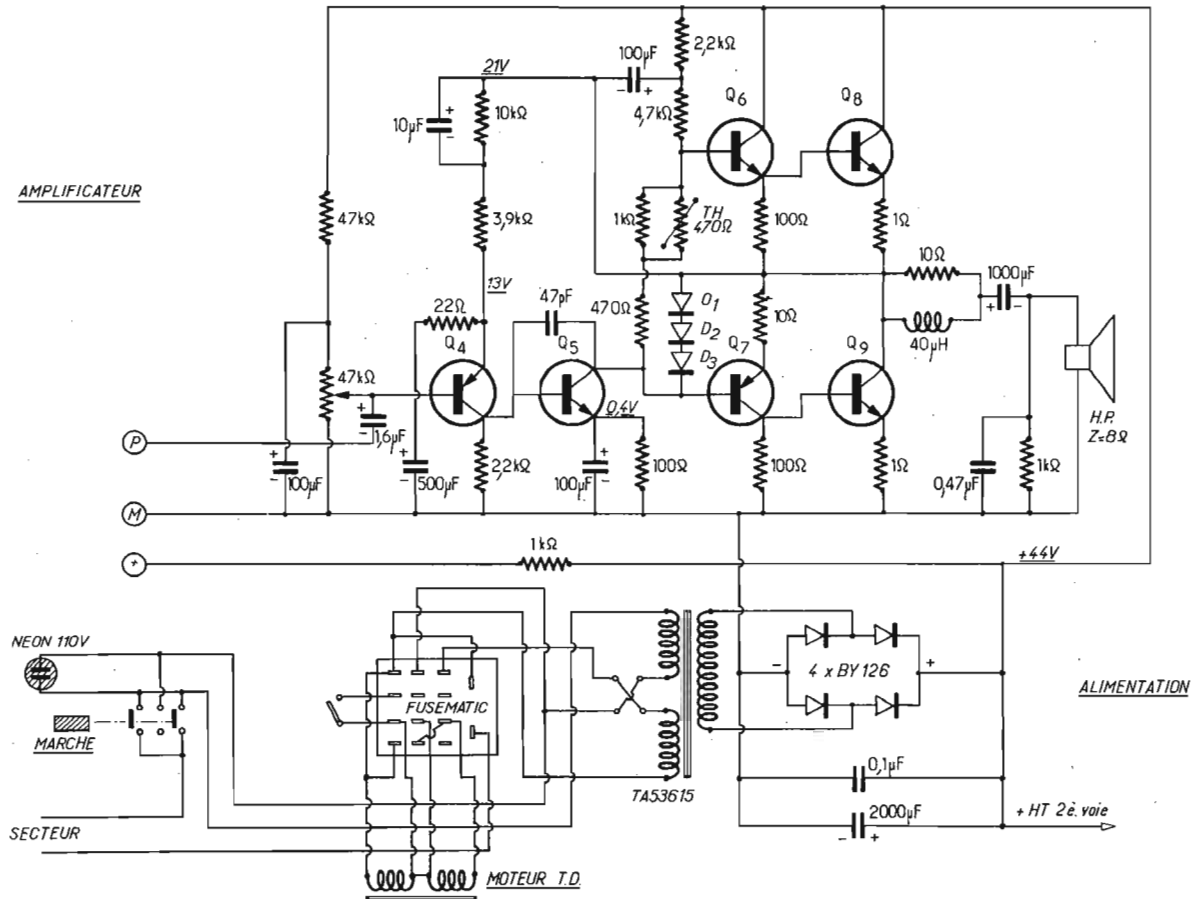 2,2kΩ
100µF
- +
21V
10kΩ
+
10µF
-
4,7kΩ
Q6
Q8
AMPLIFICATEUR
47kΩ
3,9kΩ
1kΩ
TH
470Ω
100Ω
1Ω
10Ω
1000µF
+ -
13V
47pF
22Ω
470Ω
D1
D2
D3
10Ω
40µH
Q4
Q5
Q7
Q9
47kΩ
0,4V
H.P.
Z=8Ω
P
+
-
1,6µF
+
-
100µF
+
-
500µF
2,2kΩ
+
100µF
-
100Ω
100Ω
1Ω
0,47µF
1kΩ
M
1kΩ
+
+44V
NEON 110V
FUSEMATIC
- 4 x BY 126 +
ALIMENTATION
MARCHE
TA53615
0,1µF
SECTEUR
2000µF
- +
+ HT 2è. voie
MOTEUR T.D.